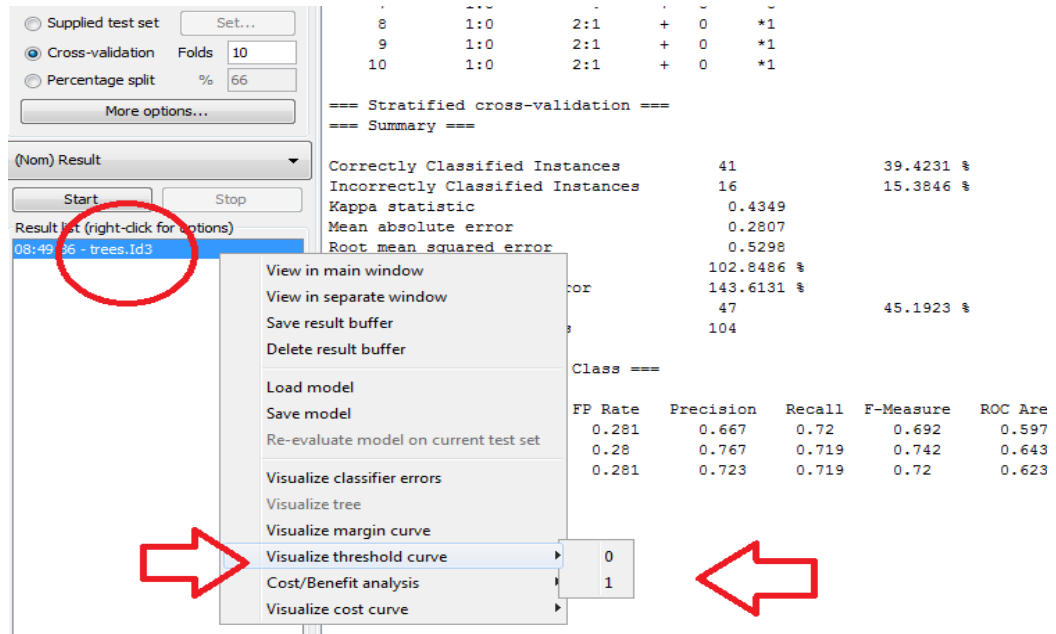 Supplied test set Set...
Cross-validation Folds 10
Percentage split % 66
More options...
(Nom) Result
Start Stop
Result list (right-click for options)
08:49 36 - trees.Id3
8 1:0 2:1 + 0 *1
9 1:0 2:1 + 0 *1
10 1:0 2:1 + 0 *1
=== Stratified cross-validation ===
=== Summary ===
Correctly Classified Instances 41 39.4231 %
Incorrectly Classified Instances 16 15.3846 %
Kappa statistic 0.4349
Mean absolute error 0.2807
Root mean squared error 0.5298
102.8486 %
ror 143.6131 %
47 45.1923 %
104
Class ===
FP Rate Precision Recall F-Measure ROC Are
0.281 0.667 0.72 0.692 0.597
0.28 0.767 0.719 0.742 0.643
0.281 0.723 0.719 0.72 0.623
View in main window
View in separate window
Save result buffer
Delete result buffer
Load model
Save model
Re-evaluate model on current test set
Visualize classifier errors
Visualize tree
Visualize margin curve
Visualize threshold curve
Cost/Benefit analysis
Visualize cost curve
0
1